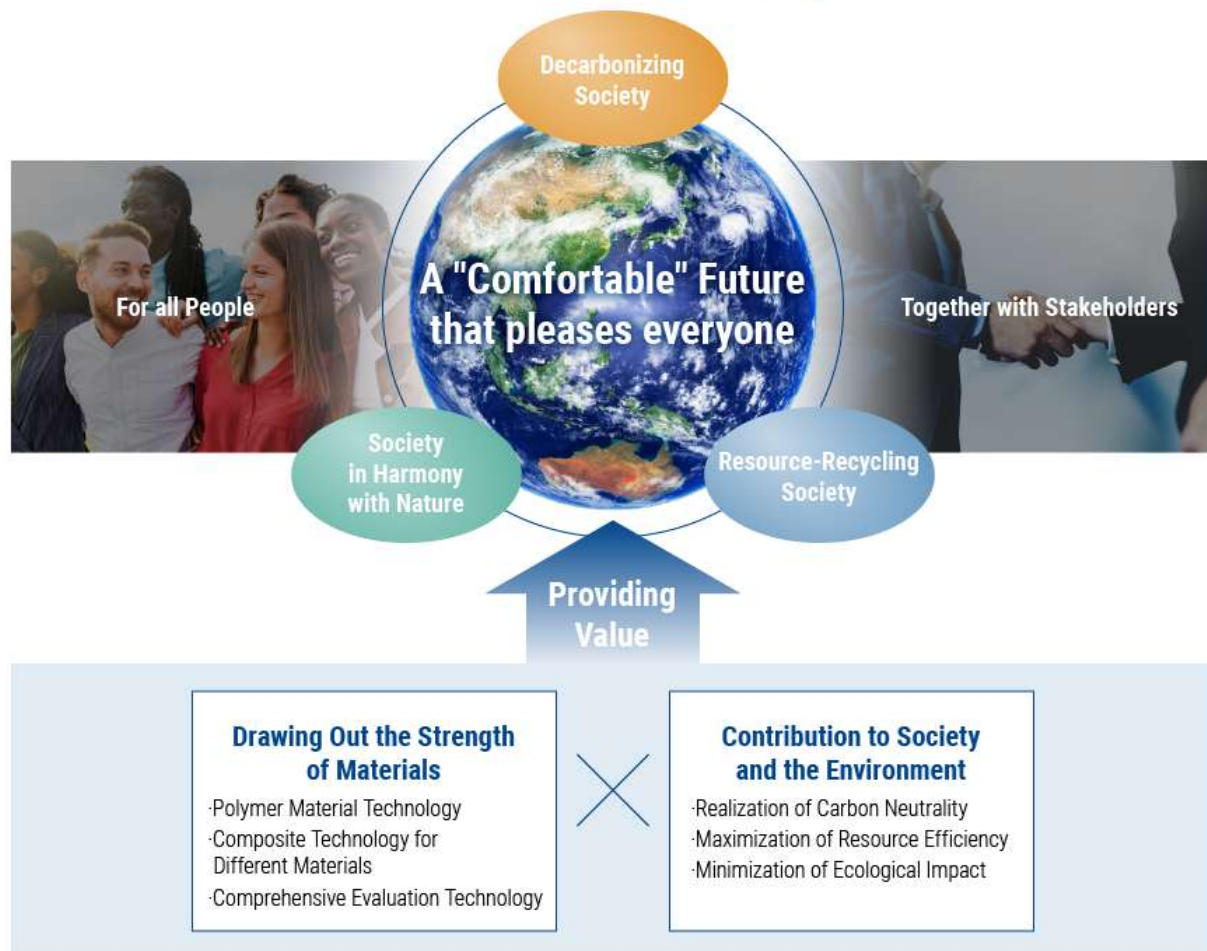 Decarbonizing
Society
For all People
A "Comfortable" Future
that pleases everyone
Together with Stakeholders
Society
in Harmony
with Nature
Resource-Recycling
Society
Providing
Value
Drawing Out the Strength
of Materials
·Polymer Material Technology
·Composite Technology for
Different Materials
·Comprehensive Evaluation Technology
Contribution to Society
and the Environment
·Realization of Carbon Neutrality
·Maximization of Resource Efficiency
·Minimization of Ecological Impact